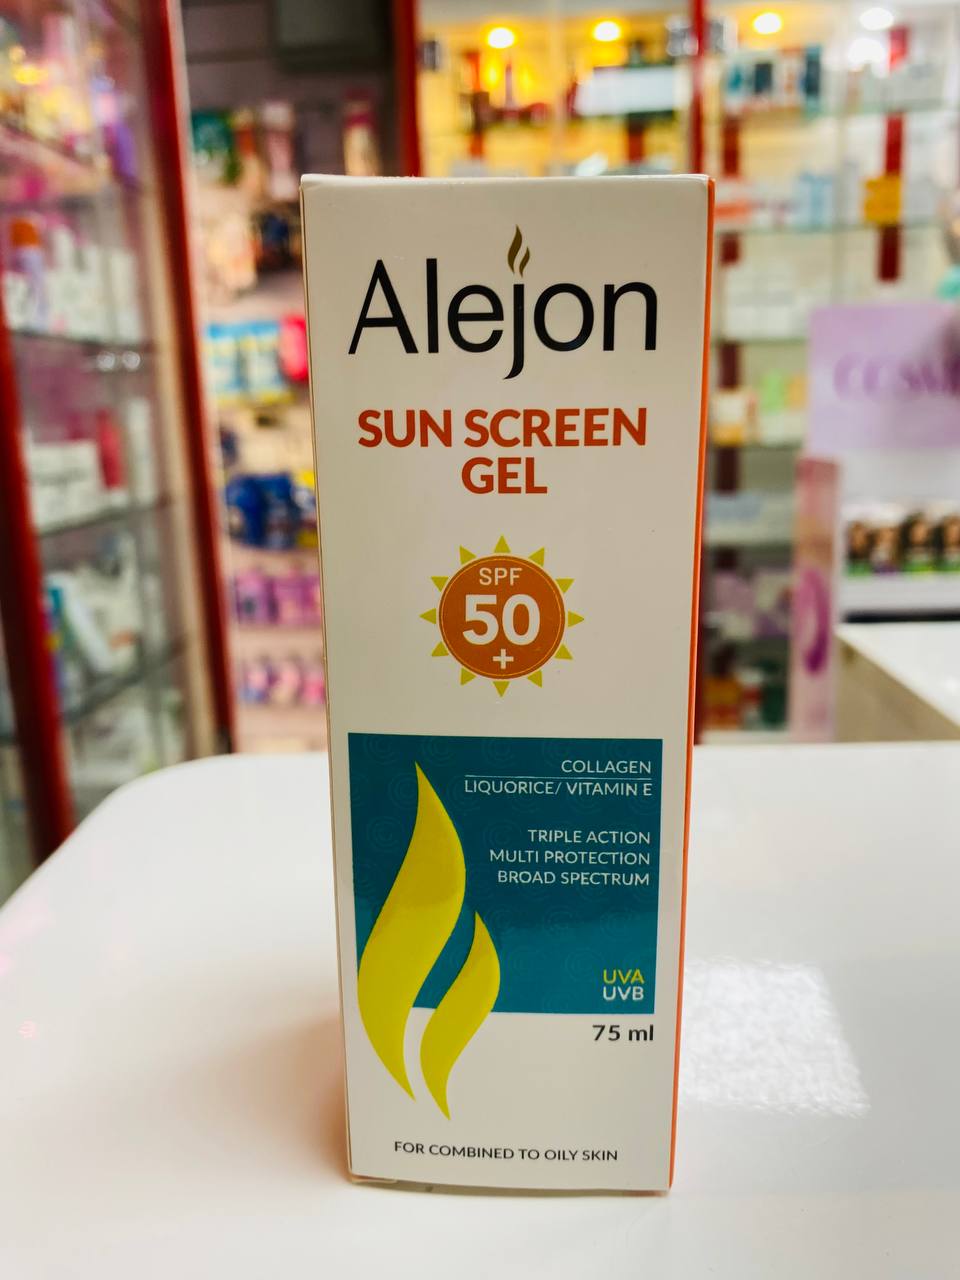 Alejon
SUN SCREEN
GEL
SPF
50
+
COLLAGEN
LIQUORICE/ VITAMIN E
TRIPLE ACTION
MULTI PROTECTION
BROAD SPECTRUM
UVA
UVB
75 ml
FOR COMBINED TO OILY SKIN